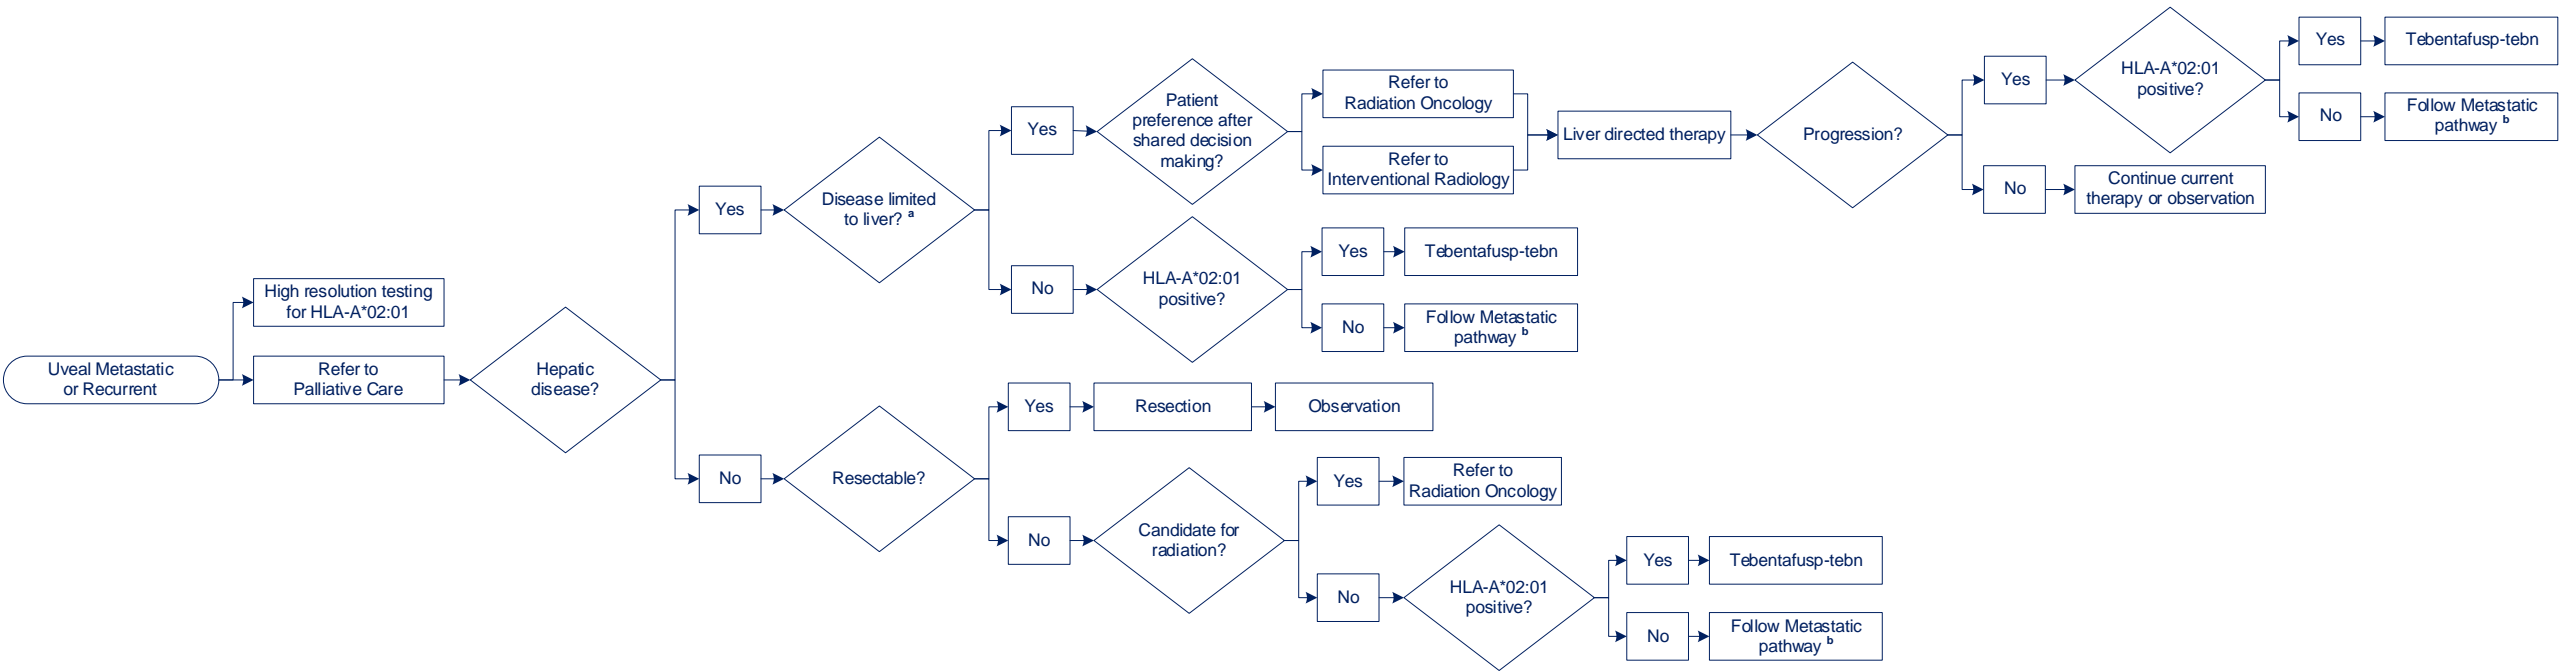 Uveal Metastatic
or Recurrent
High resolution testing
for HLA-A*02:01
Refer to
Palliative Care
Hepatic
disease?
Yes
Disease limited
to liver? a
Yes
Patient
preference after
shared decision
making?
Refer to
Radiation Oncology
Refer to
Interventional Radiology
Liver directed therapy
Progression?
Yes
HLA-A*02:01
positive?
Yes
Tebentafusp-tebn
No
Follow Metastatic
pathway b
No
Continue current
therapy or observation
No
HLA-A*02:01
positive?
Yes
Tebentafusp-tebn
No
Follow Metastatic
pathway b
No
Resectable?
Yes
Resection
Observation
No
Candidate for
radiation?
Yes
Refer to
Radiation Oncology
No
HLA-A*02:01
positive?
Yes
Tebentafusp-tebn
No
Follow Metastatic
pathway b